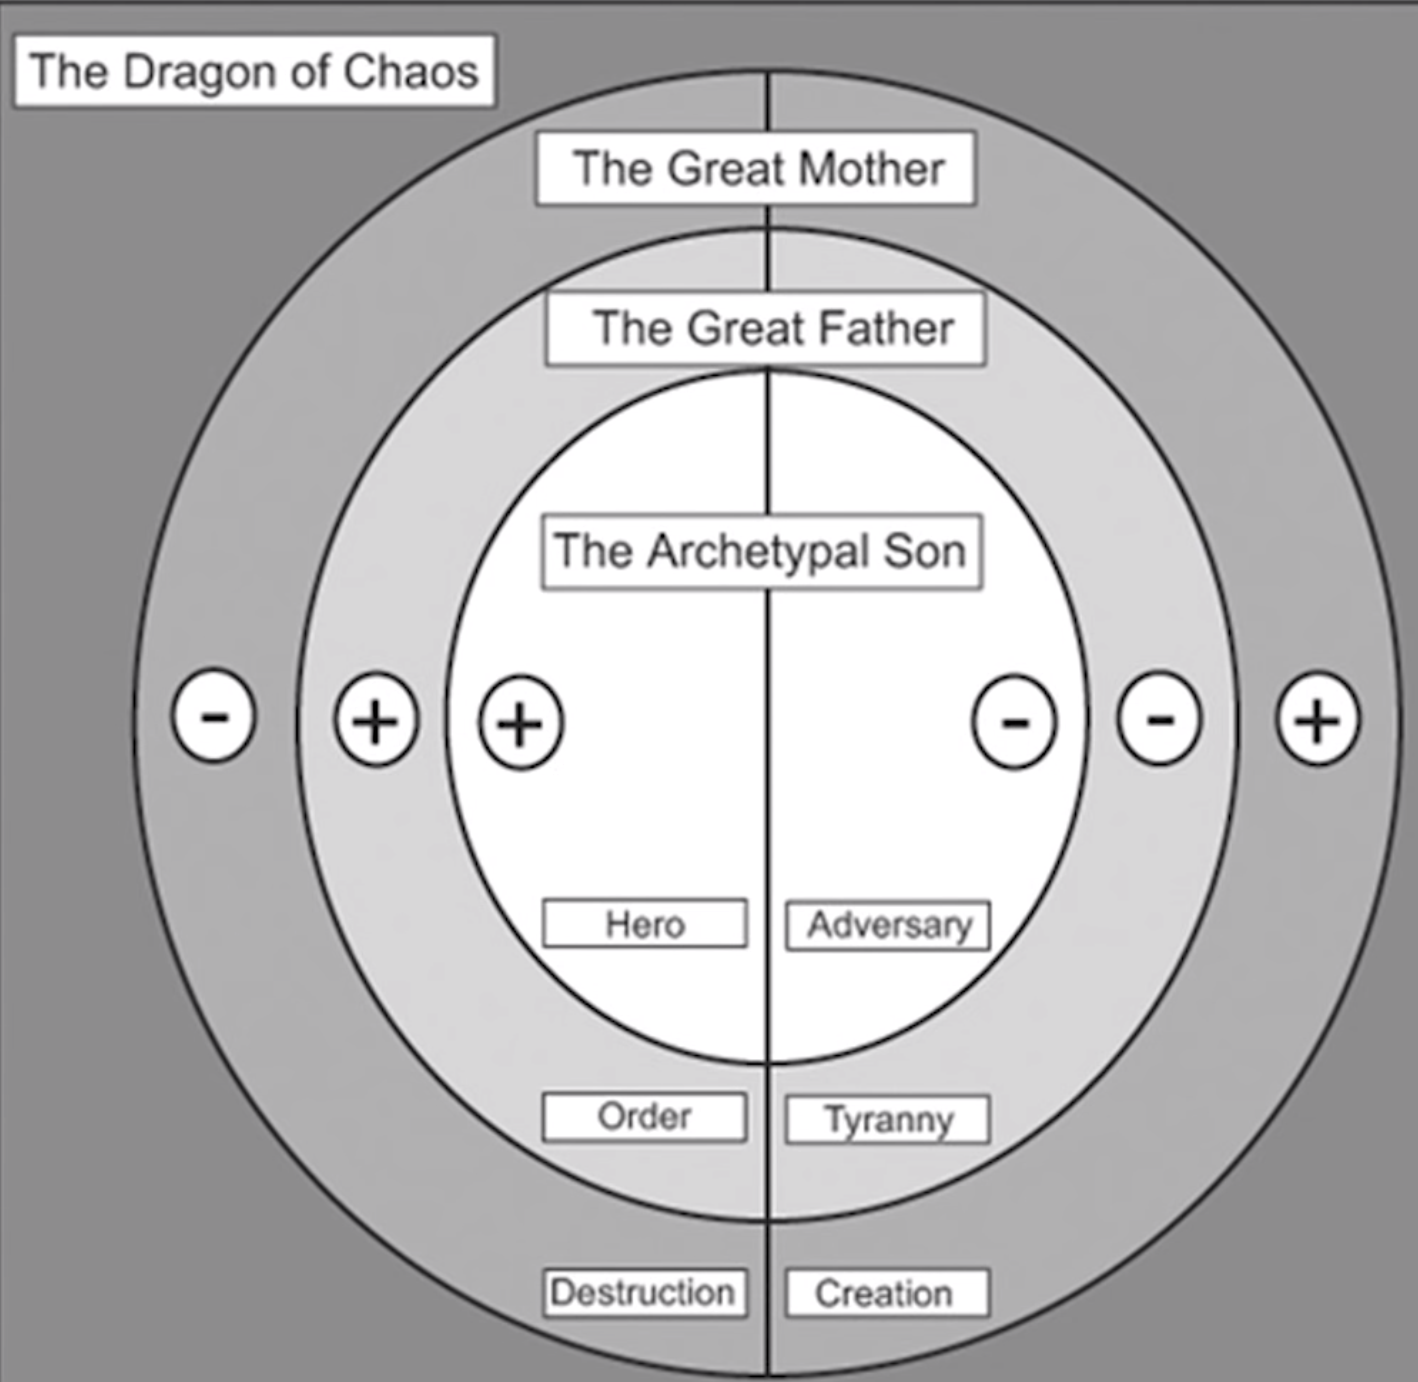 The Dragon of Chaos
The Great Mother
The Great Father
The Archetypal Son
- + + - - +
Hero Adversary
Order Tyranny
Destruction Creation